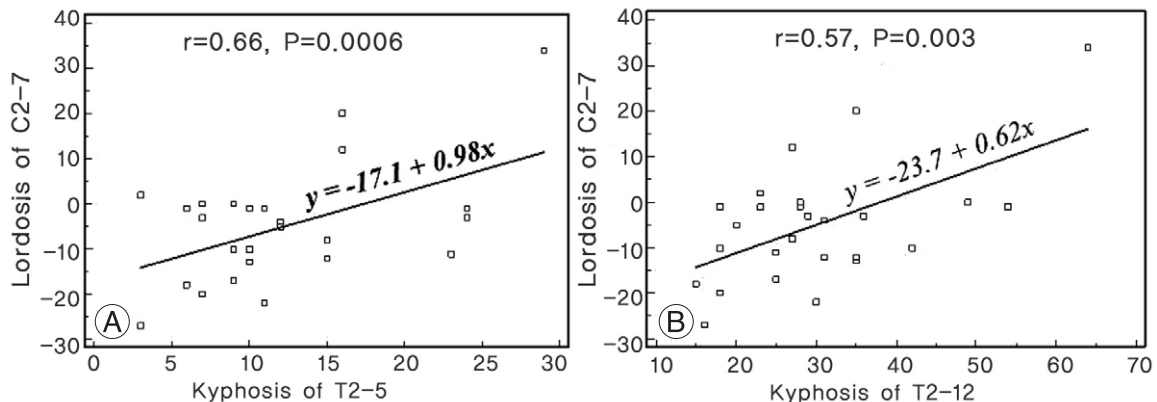 40
30
20
10
0
-10
-20
-30
Lordosis of C2-7
r=0.66, P=0.0006
y = -17.1 + 0.98x
A
0 5 10 15 20 25 30
Kyphosis of T2-5
40
30
20
10
0
-10
-20
-30
Lordosis of C2-7
r=0.57, P=0.003
y = -23.7 + 0.62x
B
10 20 30 40 50 60 70
Kyphosis of T2-12